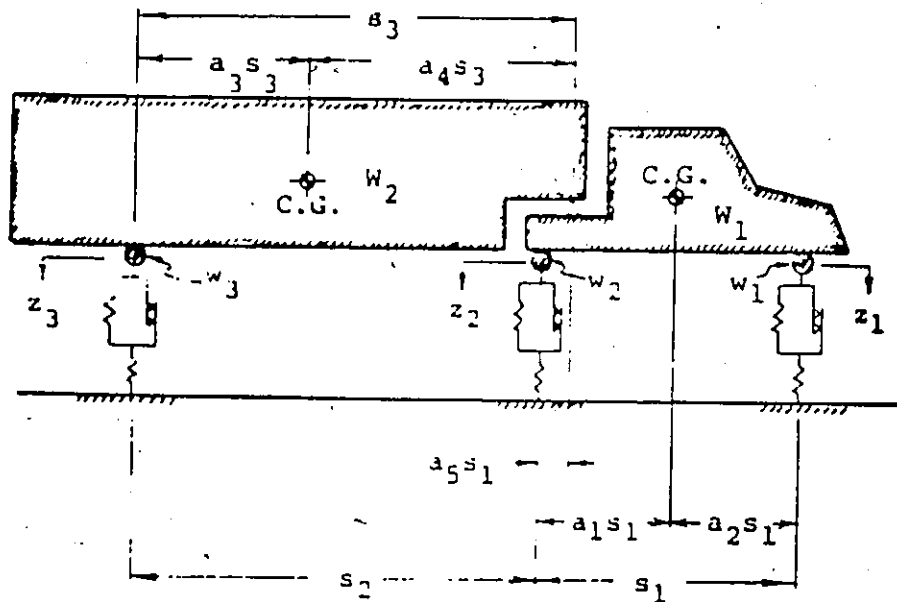 s₃
a₃s₃
a₄s₃
C.G.
W₂
C.G.
W₁
w₃
w₂
w₁
z₃
z₂
z₁
a₅s₁
a₁s₁
a₂s₁
s₂
s₁